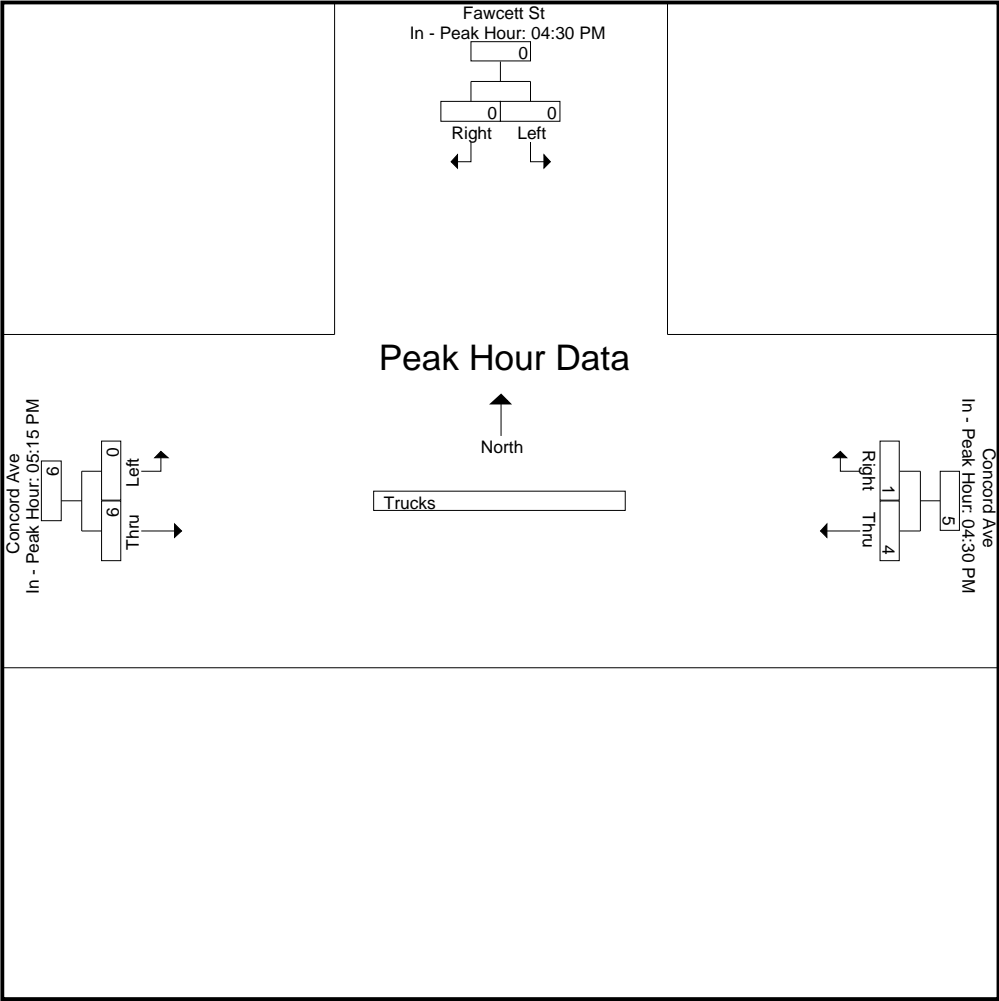 Fawcett St
In - Peak Hour: 04:30 PM
0
0 0
Right Left
Peak Hour Data
North
Trucks
Concord Ave
In - Peak Hour: 05:15 PM
6
0 6
Left Thru
Concord Ave
In - Peak Hour: 04:30 PM
5
1 4
Right Thru